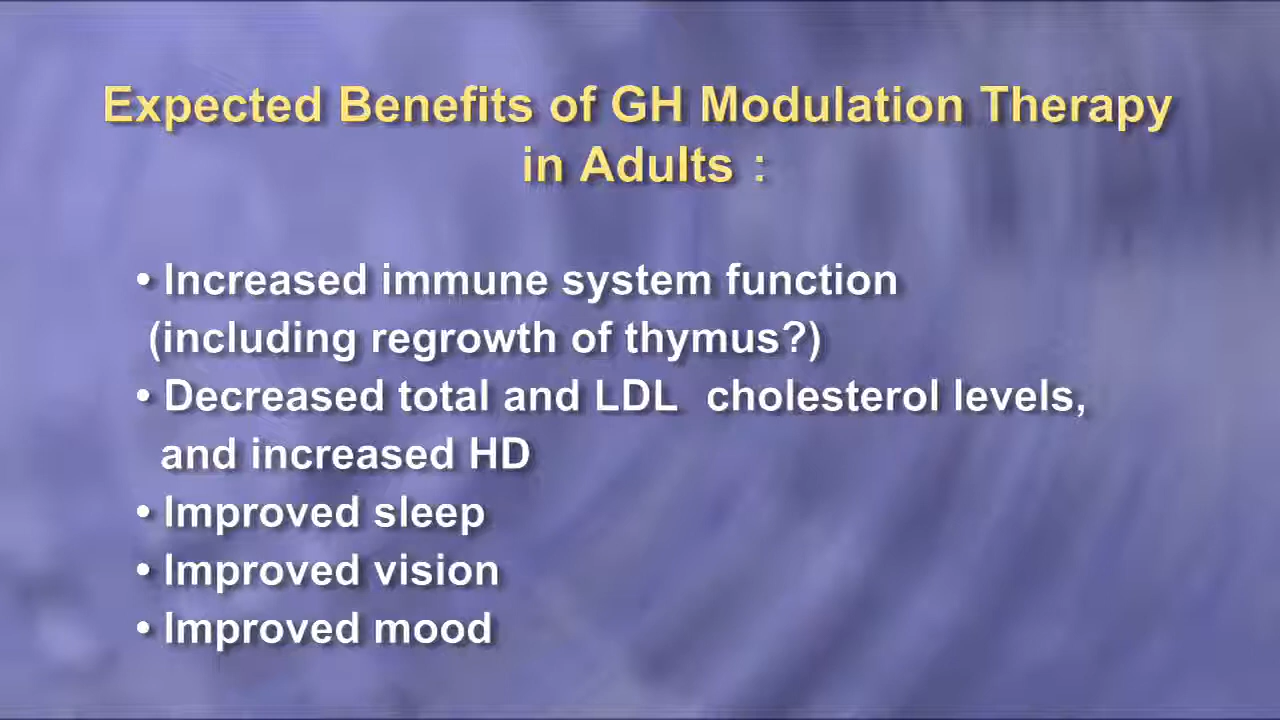 Expected Benefits of GH Modulation Therapy
in Adults :
• Increased immune system function
(including regrowth of thymus?)
• Decreased total and LDL cholesterol levels,
and increased HD
• Improved sleep
• Improved vision
• Improved mood